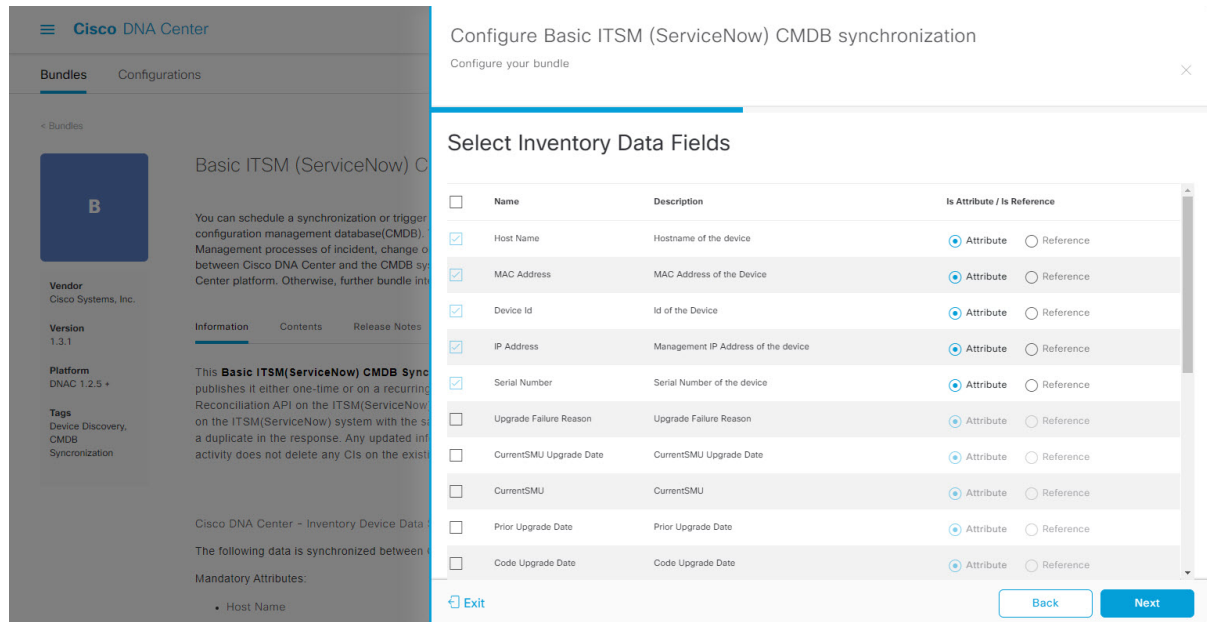 Cisco DNA Center
Bundles Configurations
< Bundles
B
Vendor
Cisco Systems, Inc.
Version
1.3.1
Platform
DNAC 1.2.5 +
Tags
Device Discovery,
CMDB
Syncronization
Basic ITSM (ServiceNow) C
You can schedule a synchronization or trigger
configuration management database(CMDB).
Management processes of incident, change o
between Cisco DNA Center and the CMDB sy
Center platform. Otherwise, further bundle int
Information Contents Release Notes
This Basic ITSM(ServiceNow) CMDB Sync
publishes it either one-time or on a recurring
Reconciliation API on the ITSM(ServiceNow
on the ITSM(ServiceNow) system with the sa
a duplicate in the response. Any updated inf
activity does not delete any CIs on the existi
Cisco DNA Center - Inventory Device Data
The following data is synchronized between
Mandatory Attributes:
• Host Name
Configure Basic ITSM (ServiceNow) CMDB synchronization
Configure your bundle
Select Inventory Data Fields
Name Description Is Attribute / Is Reference
Host Name Hostname of the device Attribute Reference
MAC Address MAC Address of the Device Attribute Reference
Device Id Id of the Device Attribute Reference
IP Address Management IP Address of the device Attribute Reference
Serial Number Serial Number of the device Attribute Reference
Upgrade Failure Reason Upgrade Failure Reason Attribute Reference
CurrentSMU Upgrade Date CurrentSMU Upgrade Date Attribute Reference
CurrentSMU CurrentSMU Attribute Reference
Prior Upgrade Date Prior Upgrade Date Attribute Reference
Code Upgrade Date Code Upgrade Date Attribute Reference
Exit Back Next